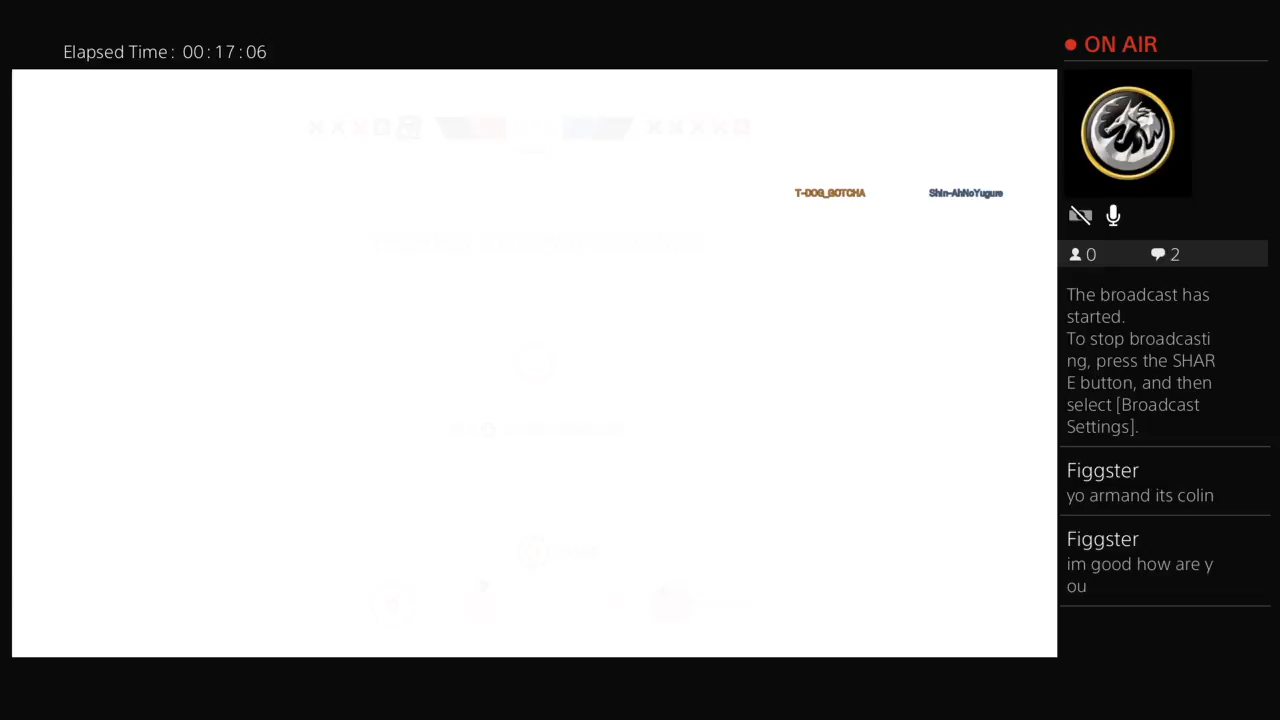 Elapsed Time: 00:17:06
ON AIR
T-DOG_GOTCHA
Shin-AhNoYugure
0
2
The broadcast has
started.
To stop broadcasti
ng, press the SHAR
E button, and then
select [Broadcast
Settings].
Figgster
yo armand its colin
Figgster
im good how are y
ou